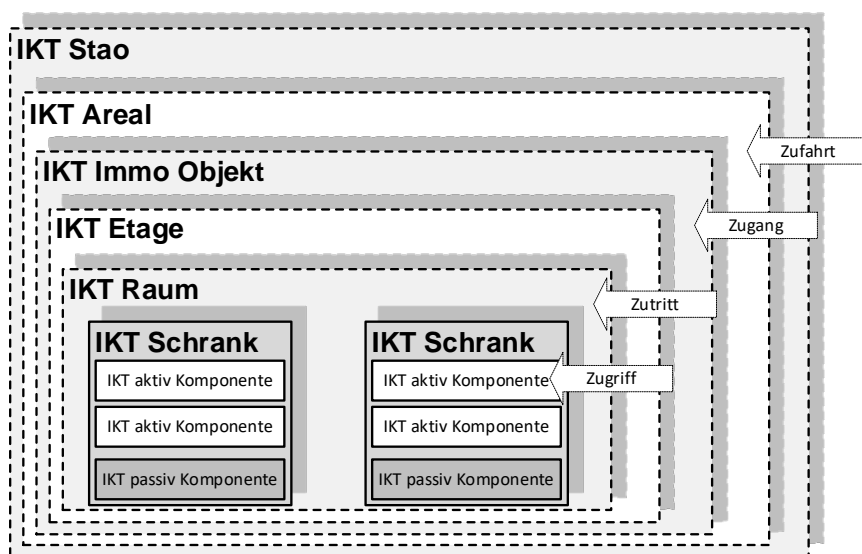 IKT Stao
IKT Areal
Zufahrt
IKT Immo Objekt
Zugang
IKT Etage
IKT Raum
Zutritt
IKT Schrank
IKT aktiv Komponente
IKT aktiv Komponente
IKT passiv Komponente
IKT Schrank
IKT aktiv Komponente
Zugriff
IKT aktiv Komponente
IKT passiv Komponente